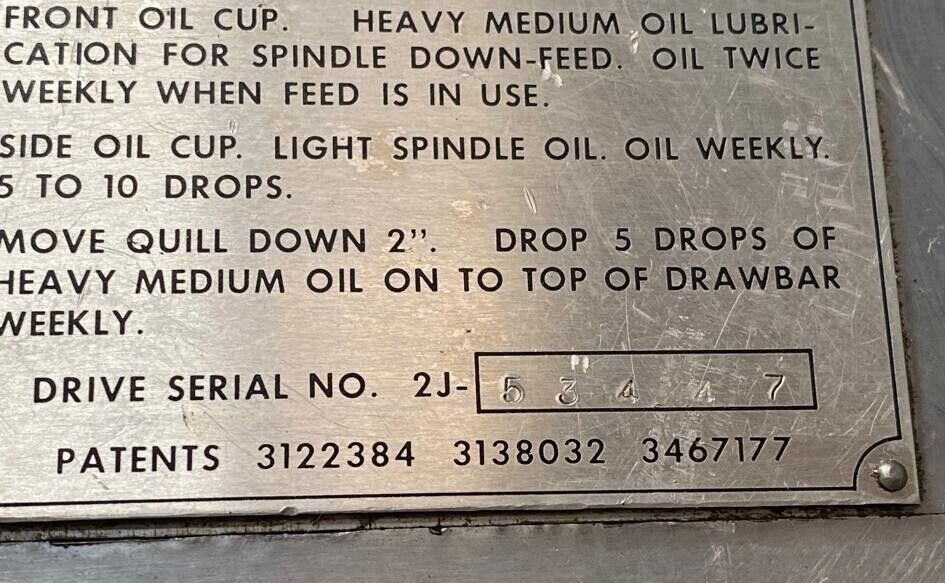 FRONT OIL CUP. HEAVY MEDIUM OIL LUBRI-
CATION FOR SPINDLE DOWN-FEED. OIL TWICE
WEEKLY WHEN FEED IS IN USE.
SIDE OIL CUP. LIGHT SPINDLE OIL. OIL WEEKLY.
5 TO 10 DROPS.
MOVE QUILL DOWN 2”. DROP 5 DROPS OF
HEAVY MEDIUM OIL ON TO TOP OF DRAWBAR
WEEKLY.
DRIVE SERIAL NO. 2J- 5 3 4 4 7
PATENTS 3122384 3138032 3467177